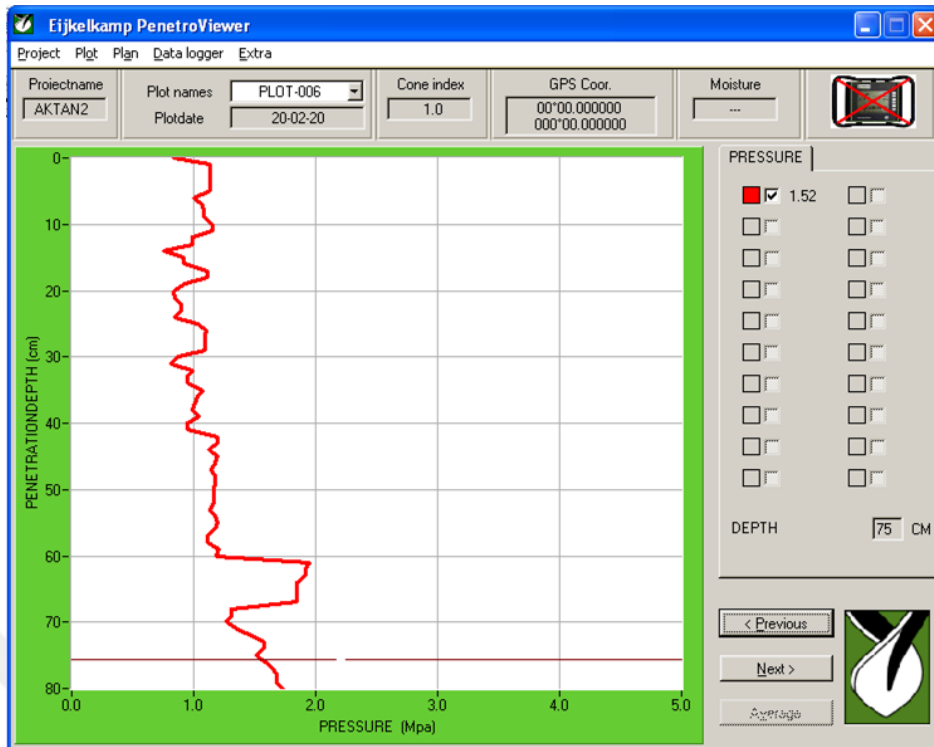 Eijkelkamp PenetroViewer
Project Plot Plan Data logger Extra
Projectname
AKTAN2
Plot names PLOT-006
Plotdate 20-02-20
Cone index
1.0
GPS Coor.
00°00.000000
000°00.000000
Moisture
---
PRESSURE
1.52
DEPTH 75 CM
< Previous
Next >
Average
PENETRATIONDEPTH (cm)
0
10
20
30
40
50
60
70
80
0.0 1.0 2.0 3.0 4.0 5.0
PRESSURE (Mpa)